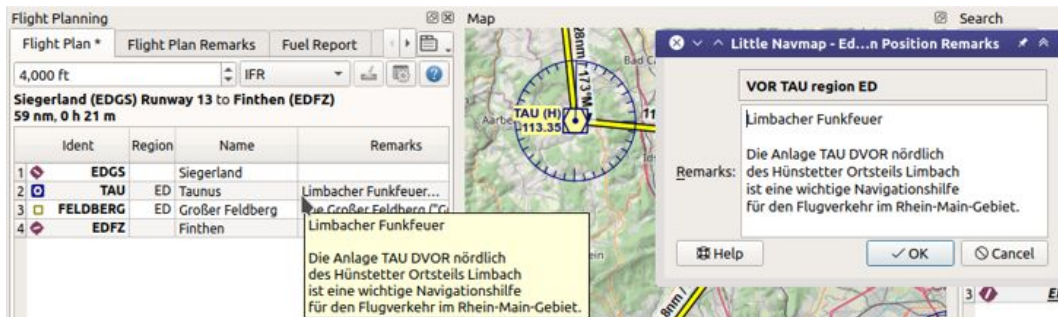 Flight Planning
Map
Search
Flight Plan *
Flight Plan Remarks
Fuel Report
4,000 ft
IFR
Siegerland (EDGS) Runway 13 to Finthen (EDFZ)
59 nm, 0 h 21 m
Ident Region Name Remarks
1 EDGS Siegerland
2 TAU ED Taunus Limbacher Funkfeuer...
3 FELDBERG ED Großer Feldberg Großer Feldberg
4 EDFZ Finthen
Limbacher Funkfeuer
Die Anlage TAU DVOR nördlich
des Hünstetter Ortsteils Limbach
ist eine wichtige Navigationshilfe
für den Flugverkehr im Rhein-Main-Gebiet.
28nm
173°M
TAU (H)
113.35
8nm /
Little Navmap - Ed...n Position Remarks
VOR TAU region ED
Remarks:
Limbacher Funkfeuer
Die Anlage TAU DVOR nördlich
des Hünstetter Ortsteils Limbach
ist eine wichtige Navigationshilfe
für den Flugverkehr im Rhein-Main-Gebiet.
Help
OK
Cancel
3